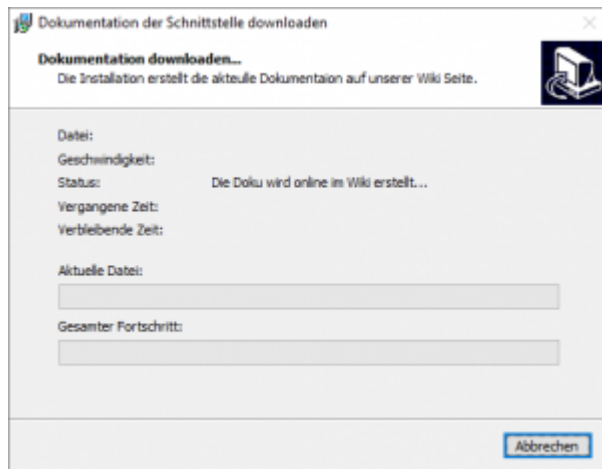 Dokumentation der Schnittstelle downloaden
Dokumentation downloaden...
Die Installation erstellt die akteulle Dokumentaion auf unserer Wiki Seite.
Datei:
Geschwindigkeit:
Status: Die Doku wird online im Wiki erstellt...
Vergangene Zeit:
Verbleibende Zeit:
Aktuelle Datei:
Gesamter Fortschritt:
Abbrechen